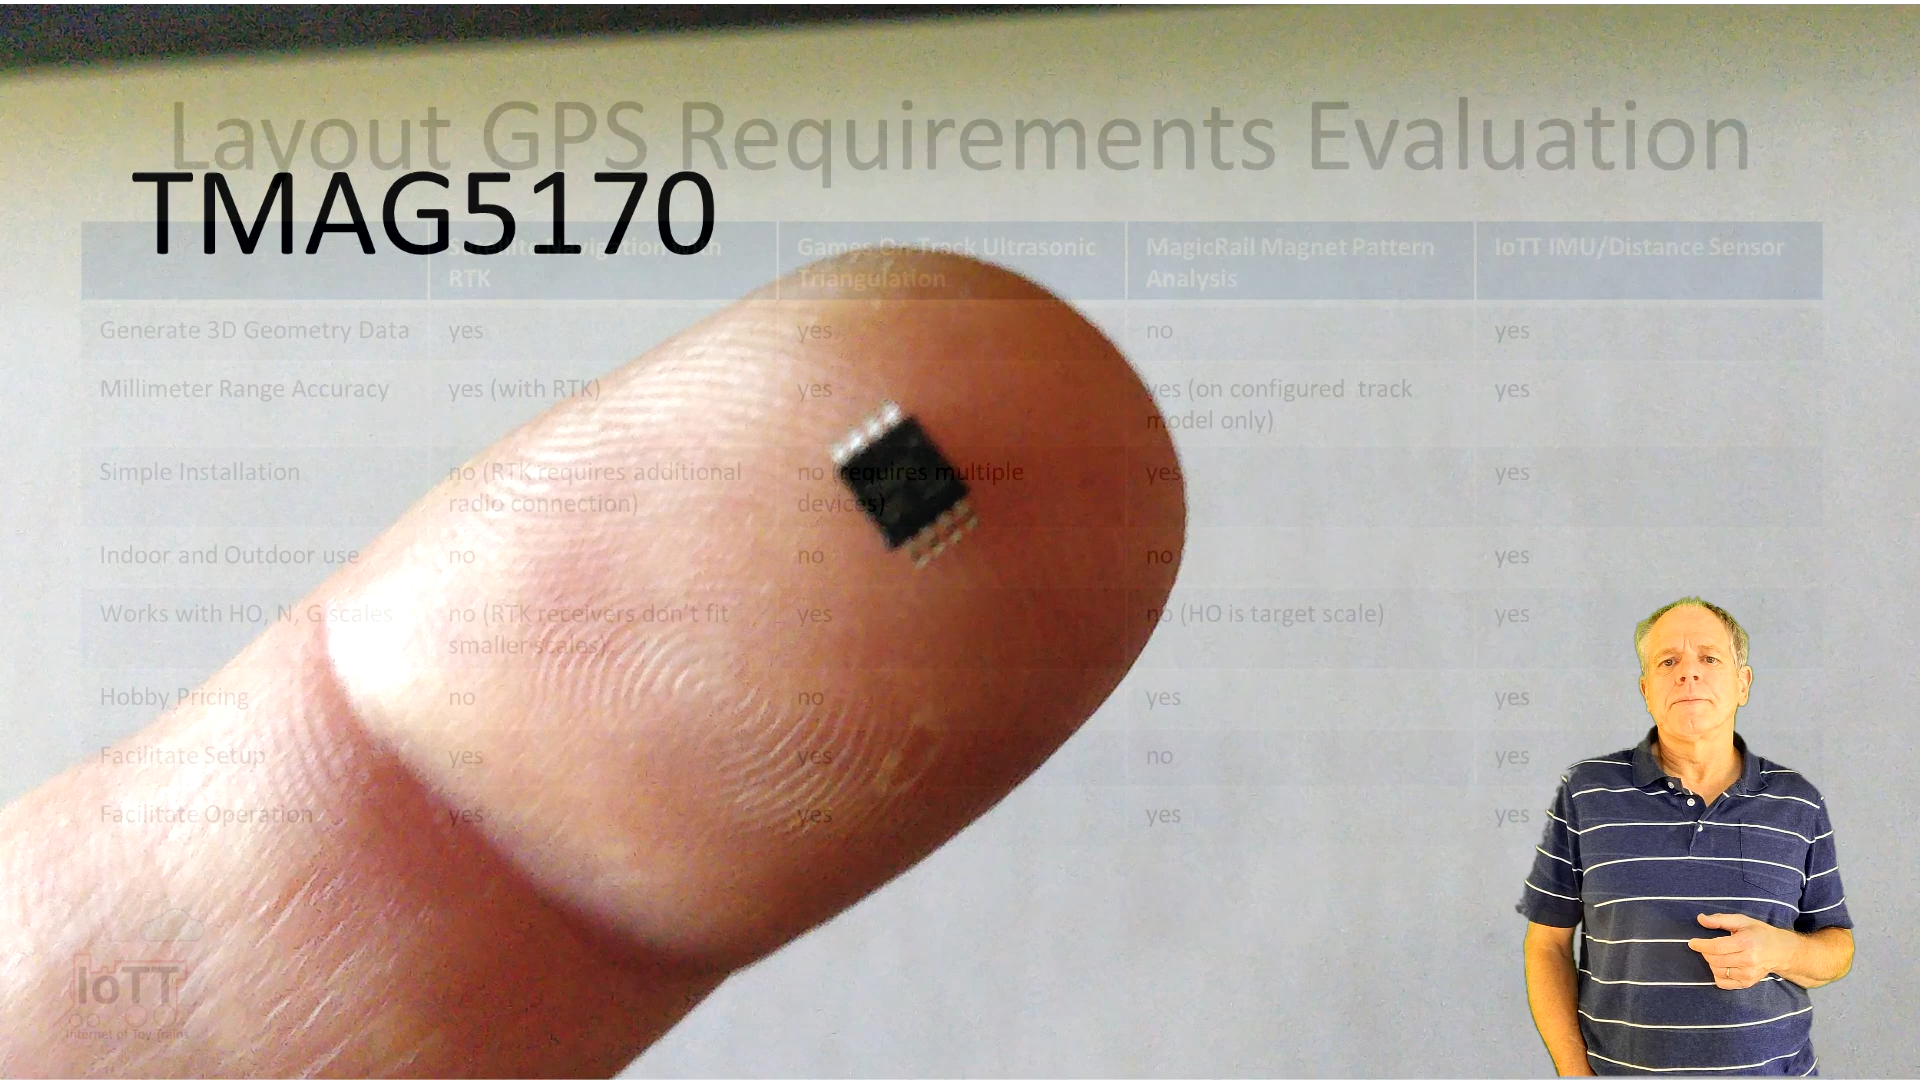 Layout GPS Requirements Evaluation
TMAG5170
Satellite Navigation with RTK
Games On Track Ultrasonic Triangulation
MagicRail Magnet Pattern Analysis
IoTT IMU/Distance Sensor
Generate 3D Geometry Data yes yes no yes
Millimeter Range Accuracy yes (with RTK) yes yes (on configured track model only) yes
Simple Installation no (RTK requires additional radio connection) no (requires multiple devices) yes yes
Indoor and Outdoor use no no no yes
Works with HO, N, G scales no (RTK receivers don't fit smaller scales) yes no (HO is target scale) yes
Hobby Pricing no no yes yes
Facilitate Setup yes yes no yes
Facilitate Operation yes yes yes yes
IoTT
Internet of Toy Trains